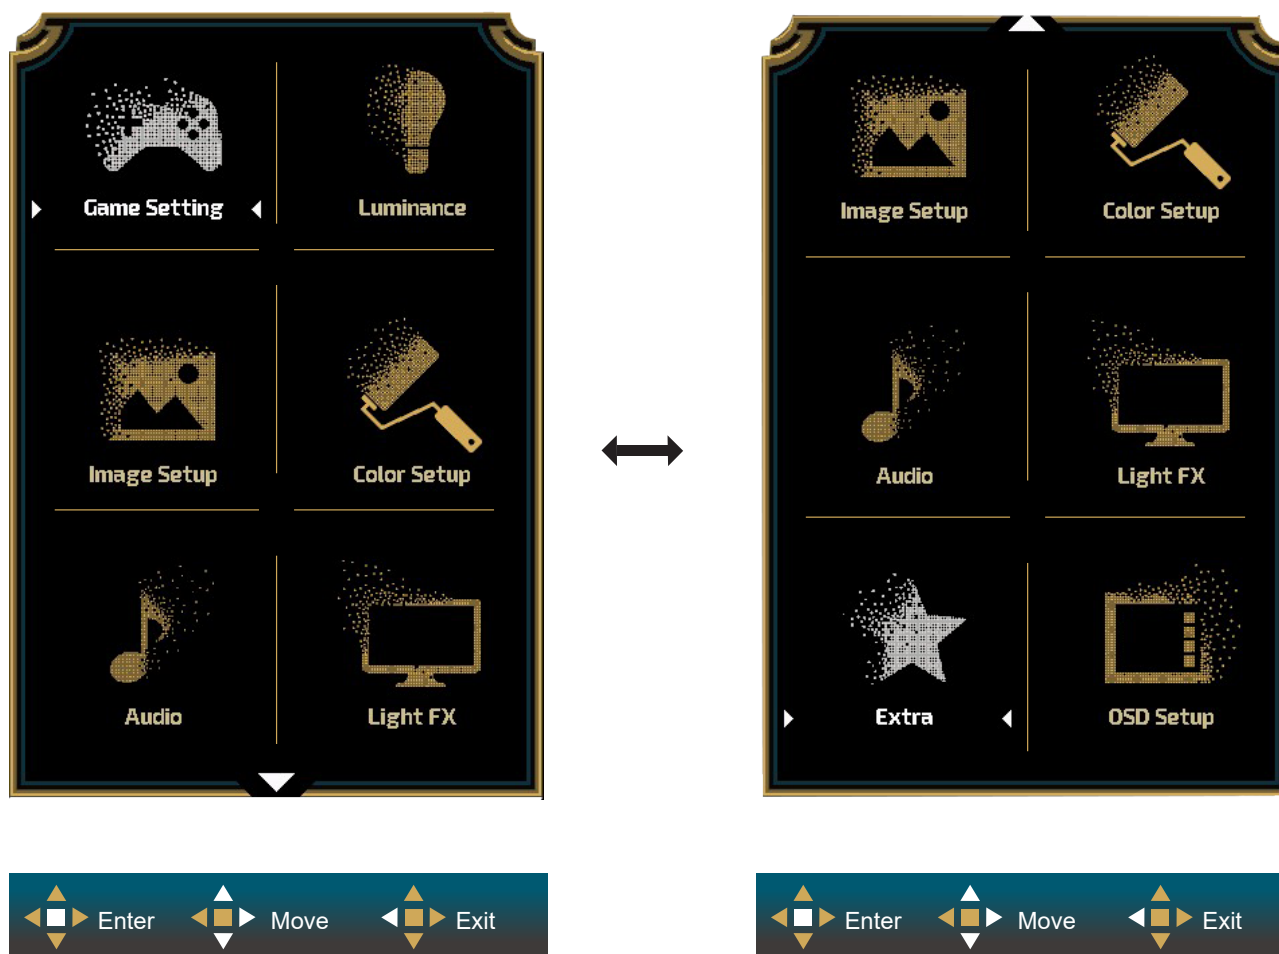 Game Setting
Luminance
Image Setup
Color Setup
Audio
Light FX
Enter
Move
Exit
Image Setup
Color Setup
Audio
Light FX
Extra
OSD Setup
Enter
Move
Exit